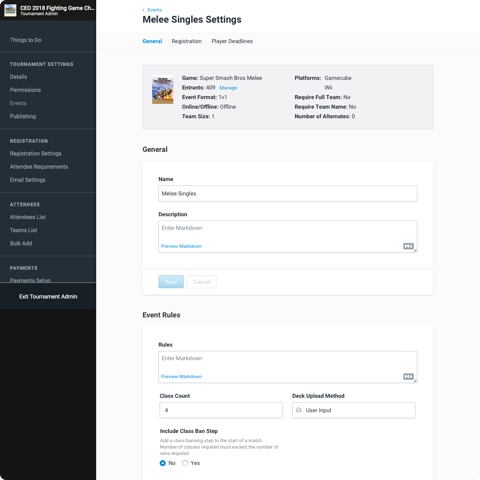 CEO 2018 Fighting Game Ch...
Tournament Admin
Things to Do
TOURNAMENT SETTINGS
Details
Permissions
Events
Publishing
REGISTRATION
Registration Settings
Attendee Requirements
Email Settings
ATTENDEES
Attendees List
Teams List
Bulk Add
PAYMENTS
Payments Setup
Exit Tournament Admin
‹ Events
Melee Singles Settings
General Registration Player Deadlines
Game: Super Smash Bros Melee
Entrants: 409 Manage
Event Format: 1v1
Online/Offline: Offline
Team Size: 1
Platforms: Gamecube
Wii
Require Full Team: No
Require Team Name: No
Number of Alternates: 0
General
Name
Melee Singles
Description
Enter Markdown
Preview Markdown
Save Cancel
Event Rules
Rules
Enter Markdown
Preview Markdown
Class Count
4
Deck Upload Method
User Input
Include Class Ban Step
Add a class banning step to the start of a match.
Number of classes required must exceed the number of
wins required.
No Yes